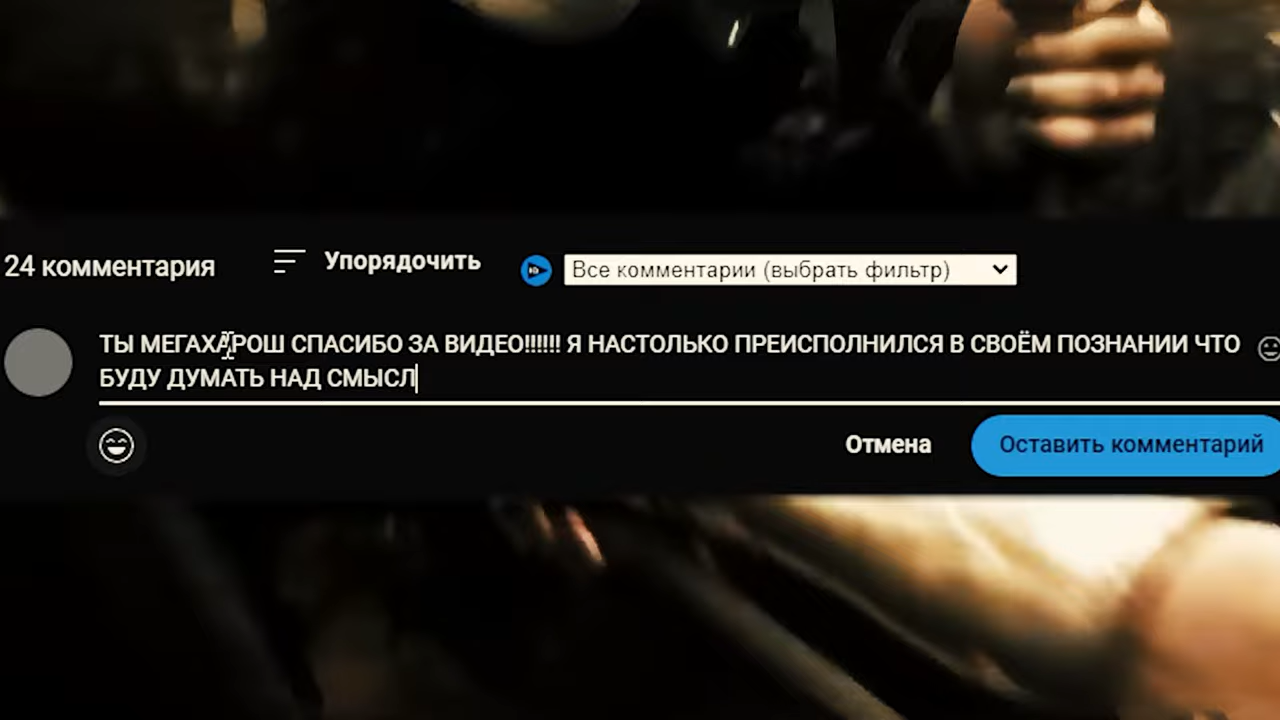 24 комментария
Упорядочить
Все комментарии (выбрать фильтр)
ТЫ МЕГАХАРОШ СПАСИБО ЗА ВИДЕО!!!!!! Я НАСТОЛЬКО ПРЕИСПОЛНИЛСЯ В СВОЁМ ПОЗНАНИИ ЧТО
БУДУ ДУМАТЬ НАД СМЫСЛ
Отмена
Оставить комментарий